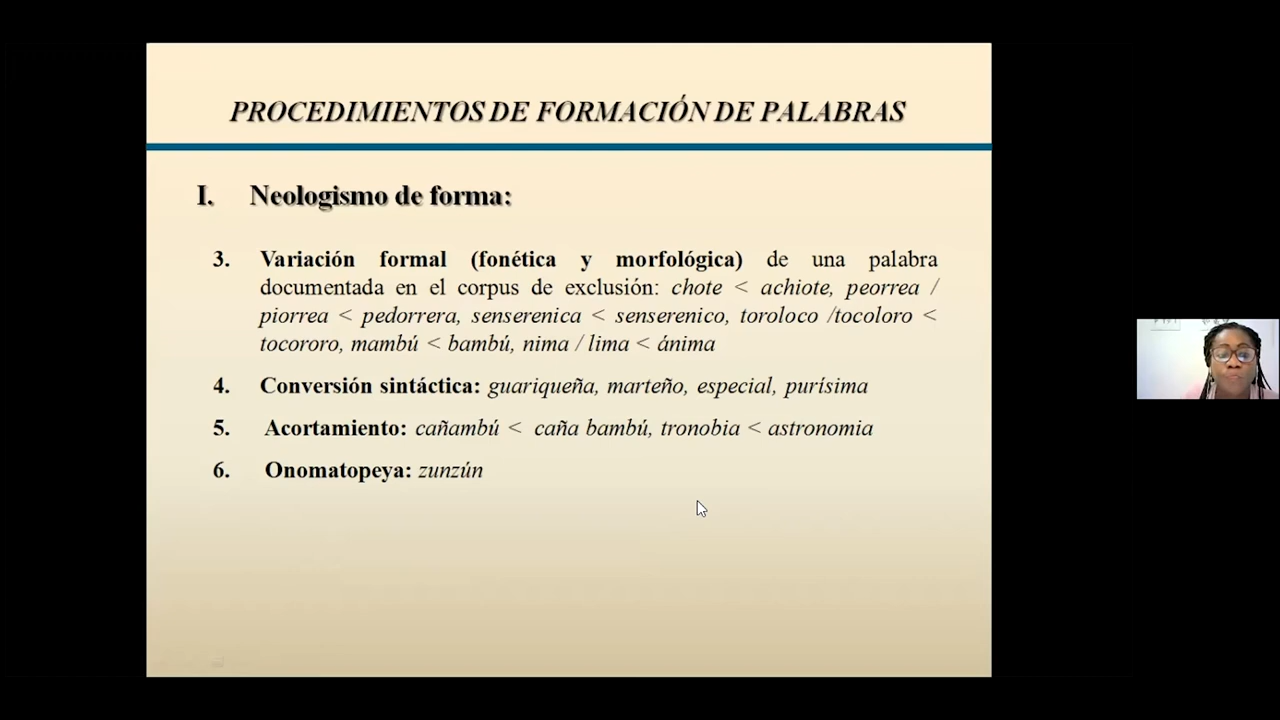 PROCEDIMIENTOS DE FORMACIÓN DE PALABRAS
I. Neologismo de forma:
3. Variación formal (fonética y morfológica) de una palabra
documentada en el corpus de exclusión: chote < achiote, peorrea /
piorrea < pedorrera, senserenica < senserenico, toroloco /tocoloro <
tocororo, mambú < bambú, nima / lima < ánima
4. Conversión sintáctica: guariqueña, marteño, especial, purísima
5. Acortamiento: cañambú < caña bambú, tronobia < astronomia
6. Onomatopeya: zunzún